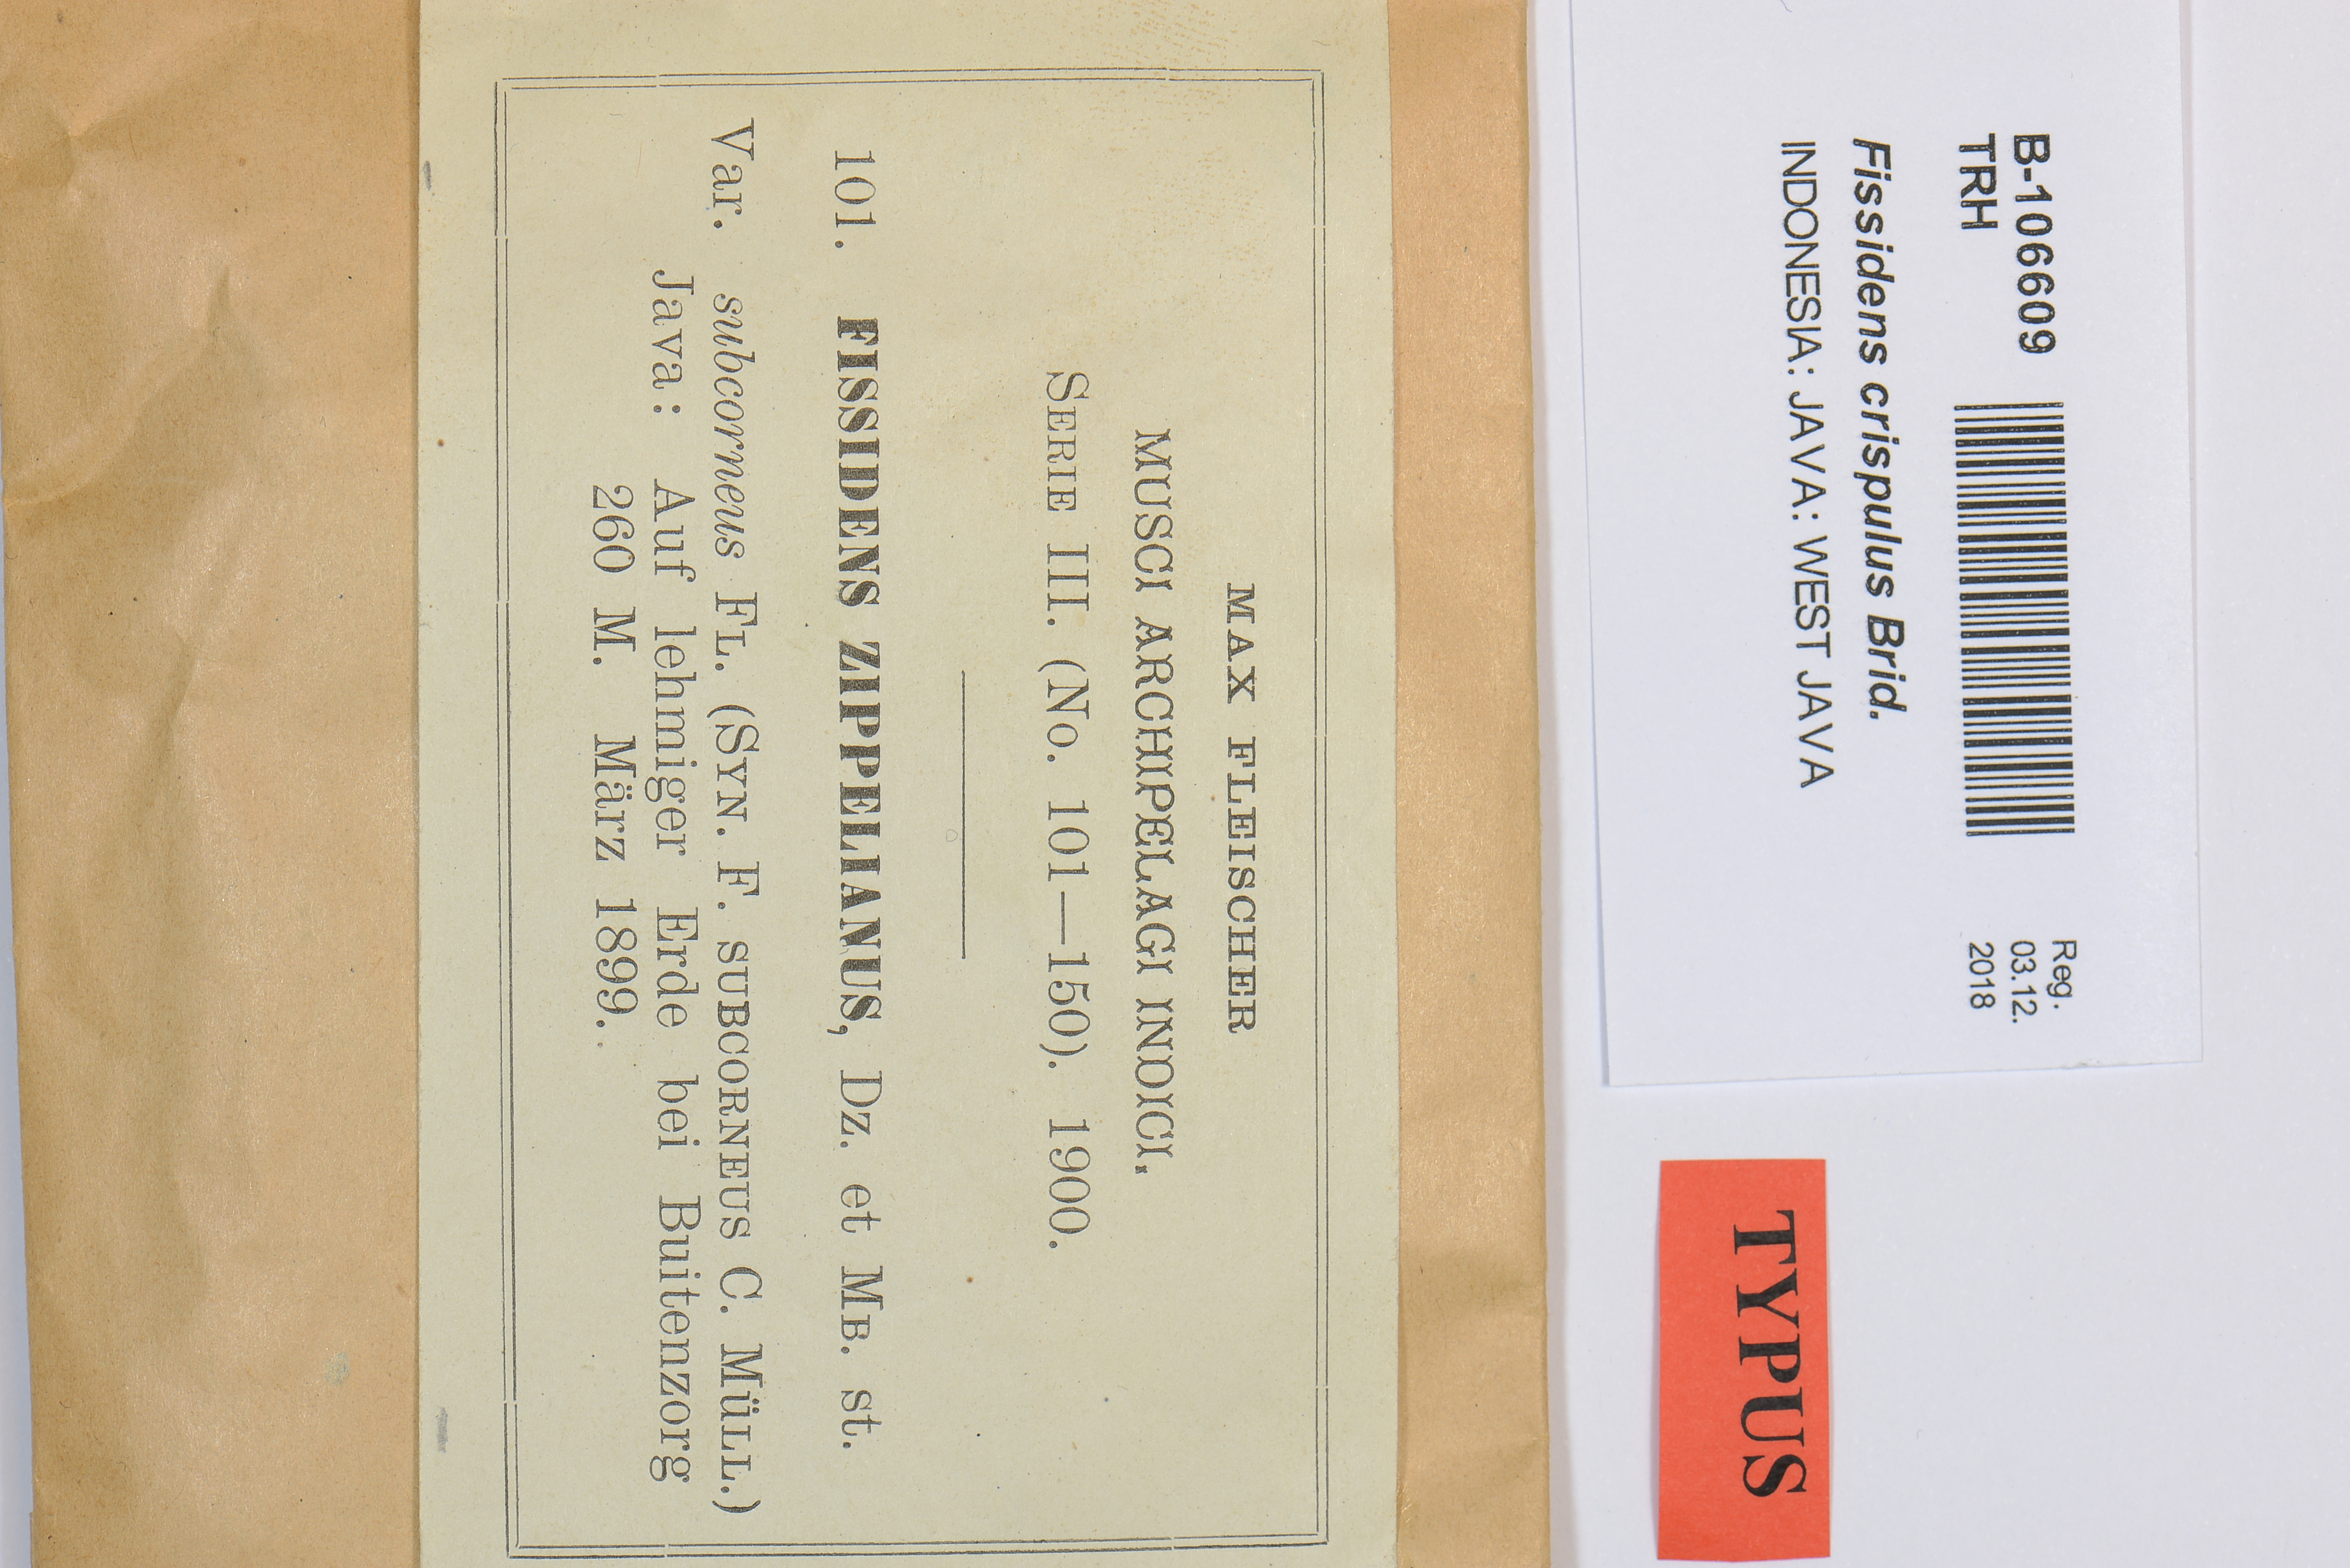 B-106609
TRH
Reg.
03.12.
2018
Fissidens crispulus Brid.
INDONESIA: JAVA: WEST JAVA
TYPUS
MAX FLEISCHER
MUSCI ARCHIPELAGI INDICI.
SERIE III. (No. 101—150). 1900.
101. FISSIDENS ZIPPELIANUS, Dz. et MB. st.
Var. subcorneus FL. (SYN. F. SUBCORNEUS C. MÜLL.)
Java: Auf lehmiger Erde bei Buitenzorg
260 M. März 1899.